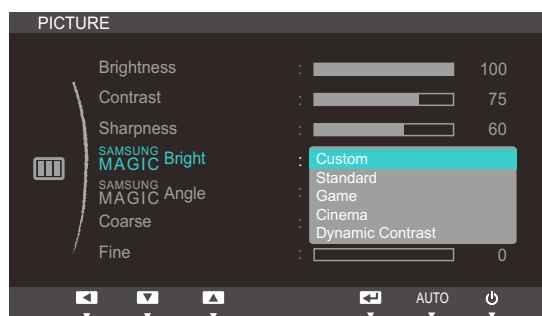 PICTURE
Brightness : 100
Contrast : 75
Sharpness : 60
SAMSUNG MAGIC Bright : Custom
Standard
SAMSUNG MAGIC Angle : Game
Cinema
Coarse : Dynamic Contrast
Fine : 0
AUTO